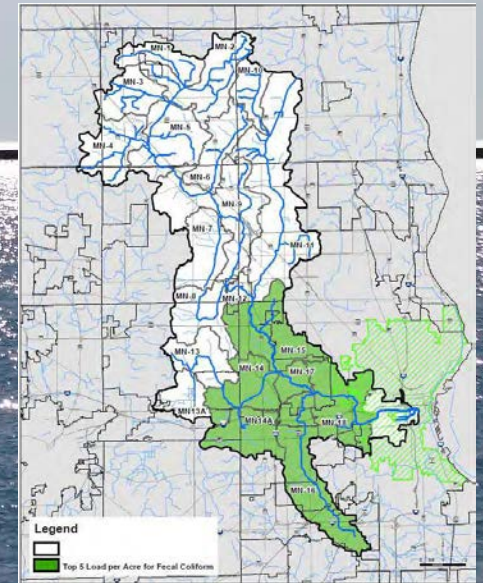 MN-1
MN-2
MN-3
MN-10
MN-5
MN-4
MN-6
MN-9
MN-7
MN-11
MN-8
MN-12
MN-13
MN-15
MN-14
MN-17
MN13A
MN14A
MN-18
MN-16
Legend
Top 5 Load per Acre for Fecal Coliform